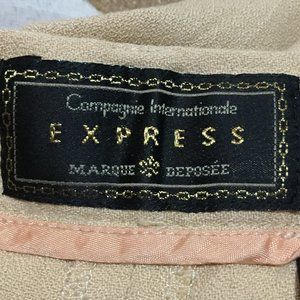 Compagnie Internationale
EXPRESS
MARQUE DEPOSÉE